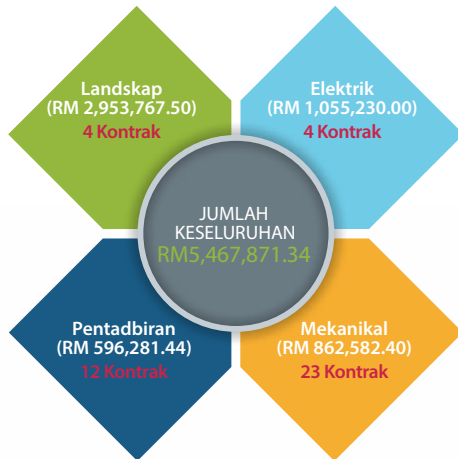 Landskap
(RM 2,953,767.50)
4 Kontrak
Elektrik
(RM 1,055,230.00)
4 Kontrak
JUMLAH
KESELURUHAN
RM5,467,871.34
Pentadbiran
(RM 596,281.44)
12 Kontrak
Mekanikal
(RM 862,582.40)
23 Kontrak